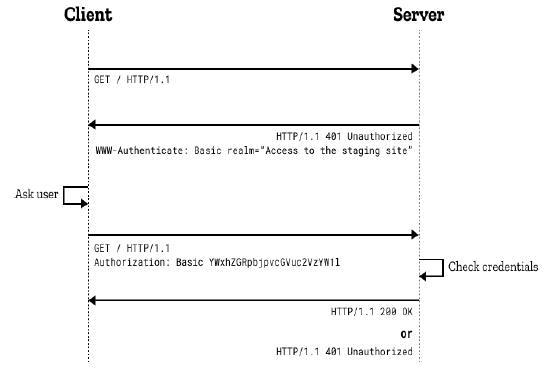 Client
Server
GET / HTTP/1.1
HTTP/1.1 401 Unauthorized
WWW-Authenticate: Basic realm="Access to the staging site"
Ask user
GET / HTTP/1.1
Authorization: Basic YWxhZGRpbjpvcGVuc2VzYW1l
Check credentials
HTTP/1.1 200 OK
or
HTTP/1.1 401 Unauthorized